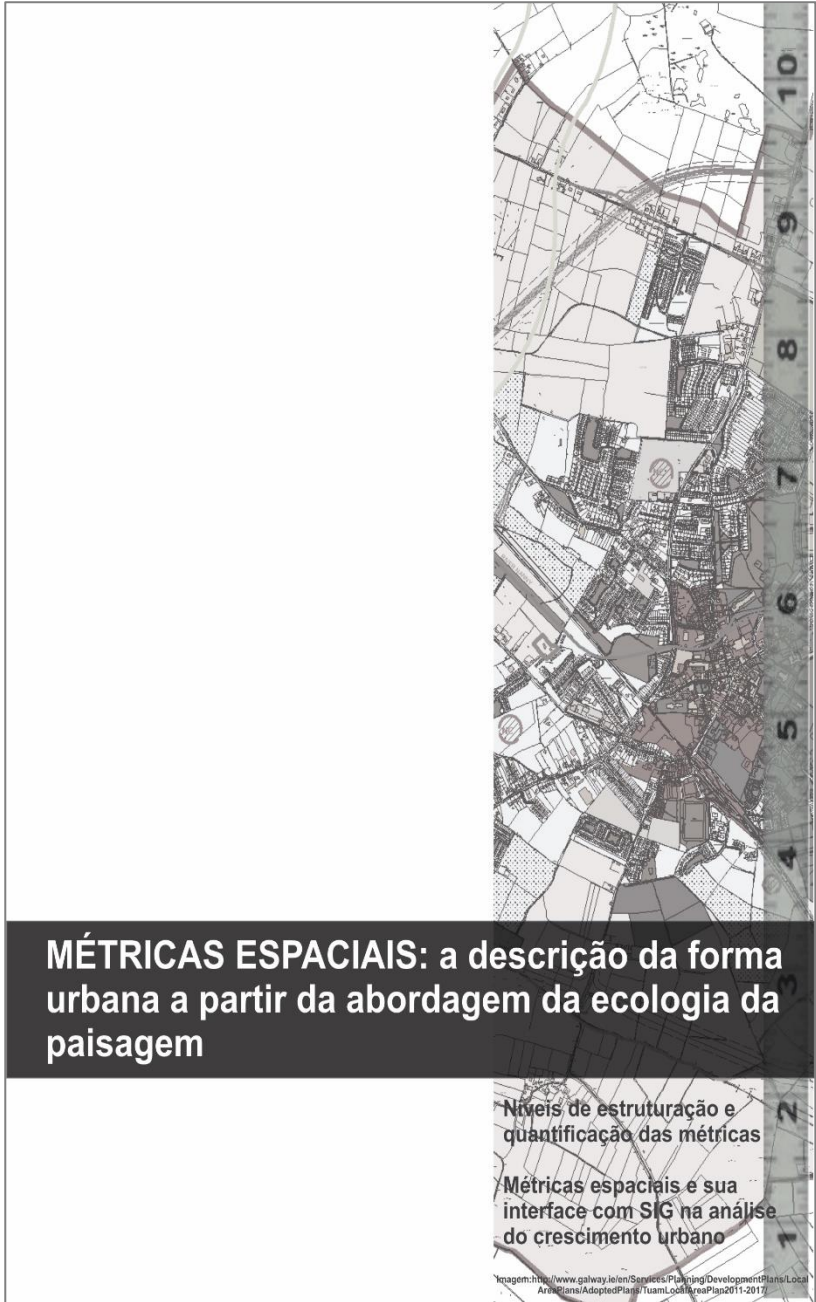 10
9
8
7
6
5
4
MÉTRICAS ESPACIAIS: a descrição da forma
urbana a partir da abordagem da ecologia da
paisagem
3
Níveis de estruturação e
quantificação das métricas
2
Métricas espaciais e sua
interface com SIG na análise
do crescimento urbano
1
Imagem:http://www.galway.ie/en/Services/Planning/DevelopmentPlans/Local
AreaPlans/AdoptedPlans/TuamLocalAreaPlan2011-2017/